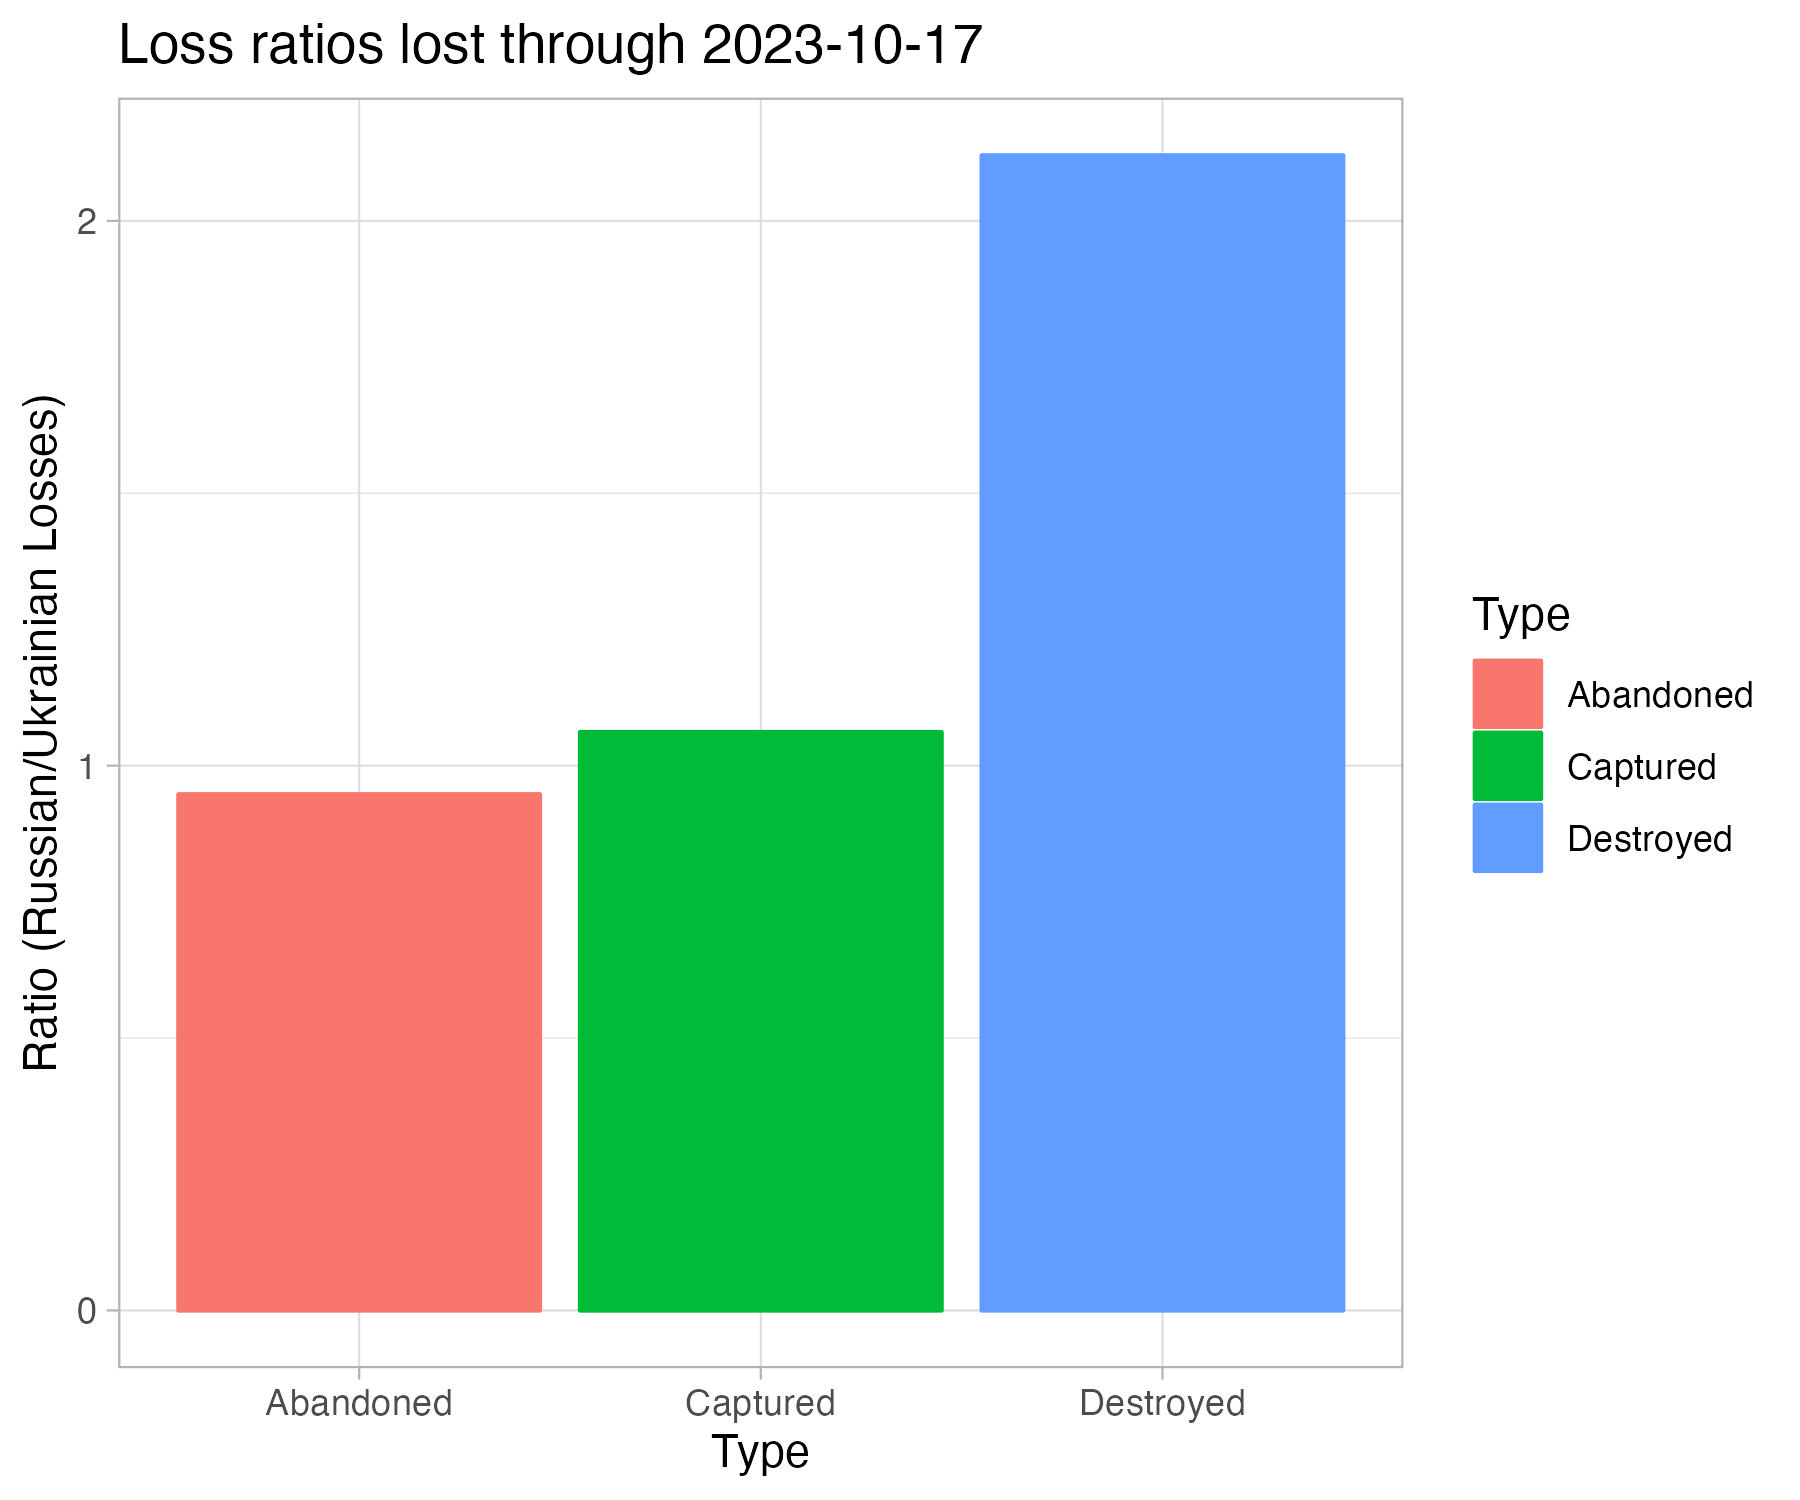 Loss ratios lost through 2023-10-17
Ratio (Russian/Ukrainian Losses)
2
1
0
Abandoned
Captured
Destroyed
Type
Type
Abandoned
Captured
Destroyed